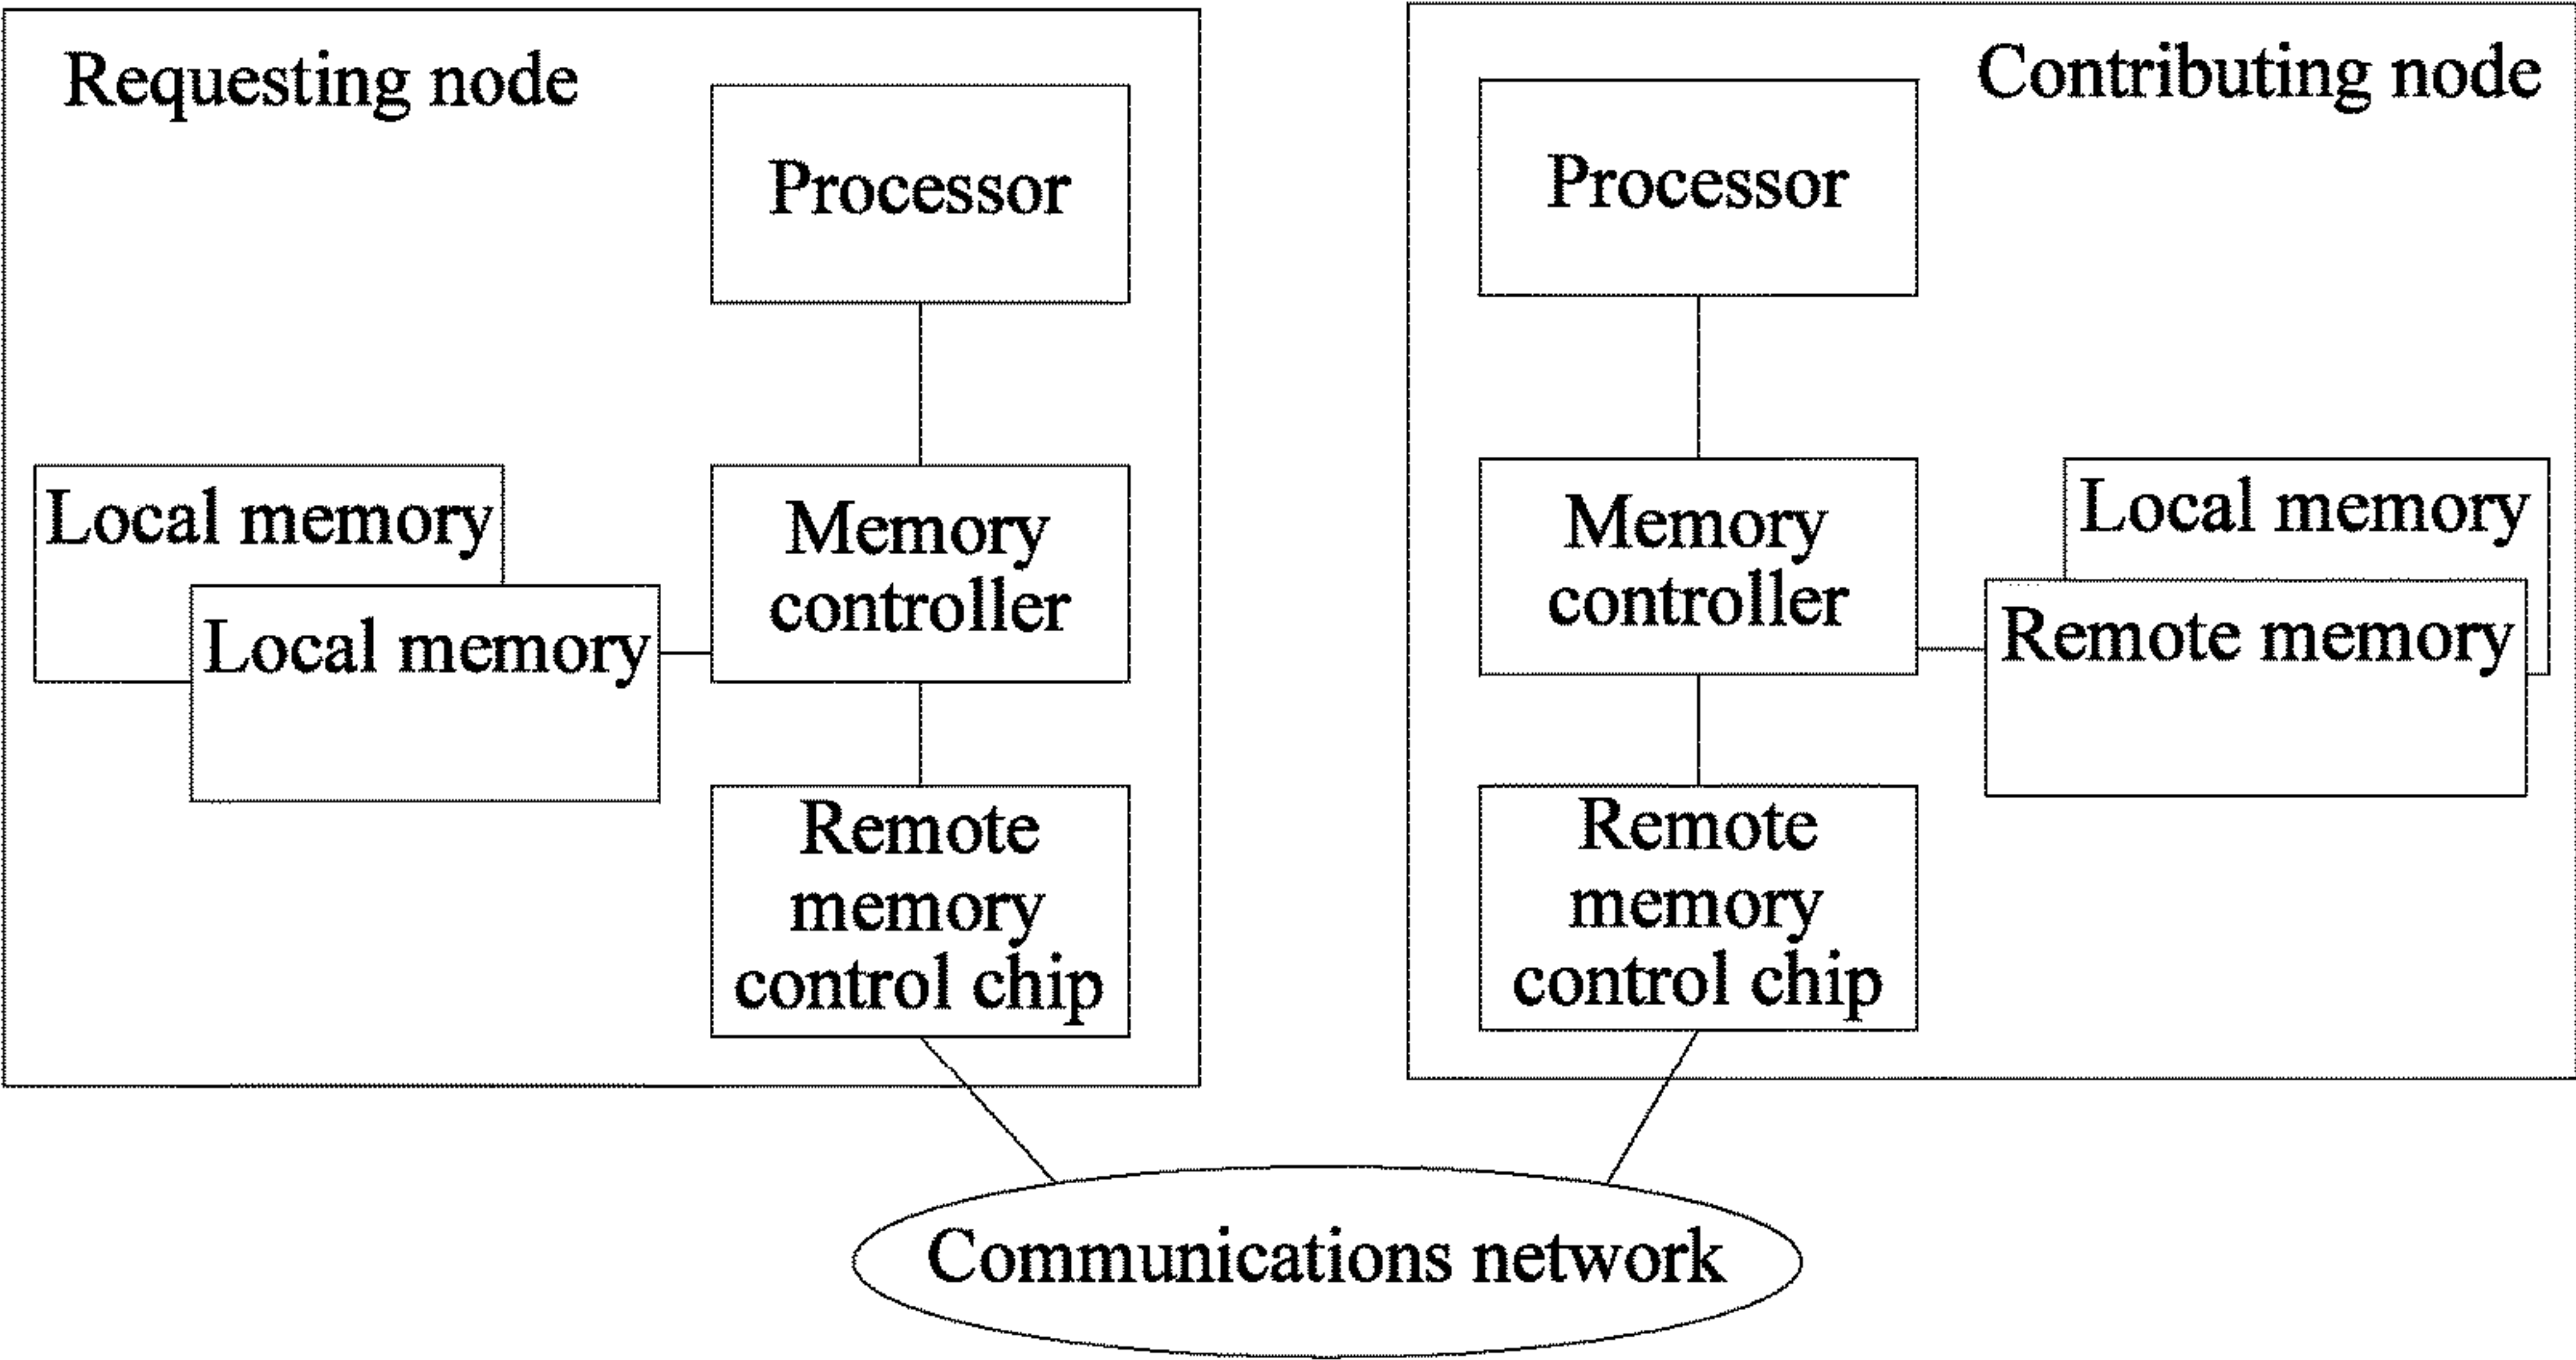 Requesting node
Processor
Local memory
Local memory
Memory
controller
Remote
memory
control chip
Contributing node
Processor
Memory
controller
Local memory
Remote memory
Remote
memory
control chip
Communications network